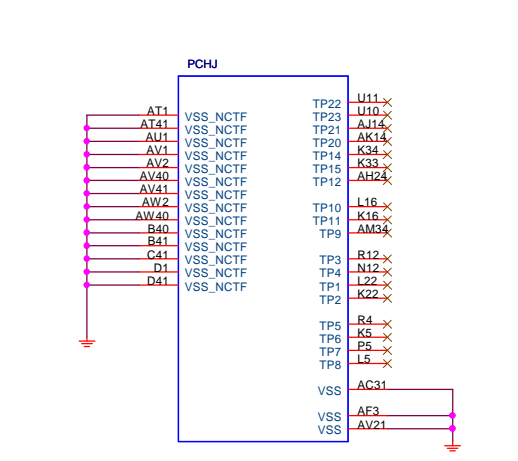 PCHJ
AT1 VSS_NCTF
AT41 VSS_NCTF
AU1 VSS_NCTF
AV1 VSS_NCTF
AV2 VSS_NCTF
AV40 VSS_NCTF
AV41 VSS_NCTF
AW2 VSS_NCTF
AW40 VSS_NCTF
B40 VSS_NCTF
B41 VSS_NCTF
C41 VSS_NCTF
D1 VSS_NCTF
D41 VSS_NCTF
TP22 U11
TP23 U10
TP21 AJ14
TP20 AK14
TP14 K34
TP15 K33
TP12 AH24
TP10 L16
TP11 K16
TP9 AM34
TP3 R12
TP4 N12
TP1 L22
TP2 K22
TP5 R4
TP6 K5
TP7 P5
TP8 L5
VSS AC31
VSS AF3
VSS AV21